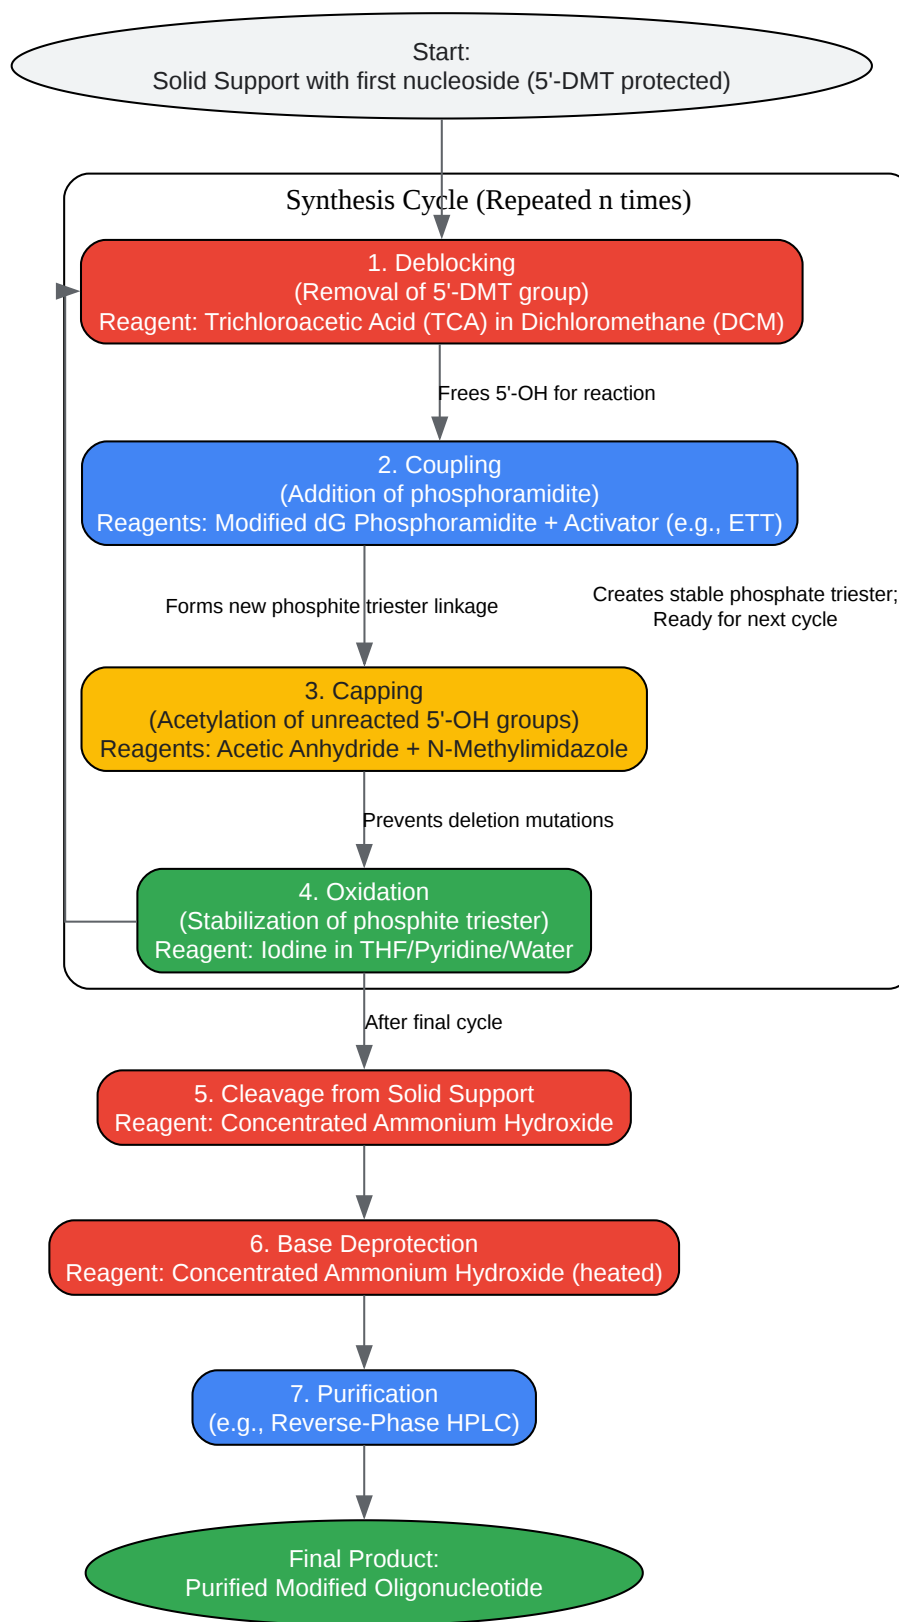 Start:
Solid Support with first nucleoside (5'-DMT protected)
Synthesis Cycle (Repeated n times)
1. Deblocking
(Removal of 5'-DMT group)
Reagent: Trichloroacetic Acid (TCA) in Dichloromethane (DCM)
Frees 5'-OH for reaction
2. Coupling
(Addition of phosphoramidite)
Reagents: Modified dG Phosphoramidite + Activator (e.g., ETT)
Forms new phosphite triester linkage
Creates stable phosphate triester;
Ready for next cycle
3. Capping
(Acetylation of unreacted 5'-OH groups)
Reagents: Acetic Anhydride + N-Methylimidazole
Prevents deletion mutations
4. Oxidation
(Stabilization of phosphite triester)
Reagent: Iodine in THF/Pyridine/Water
After final cycle
5. Cleavage from Solid Support
Reagent: Concentrated Ammonium Hydroxide
6. Base Deprotection
Reagent: Concentrated Ammonium Hydroxide (heated)
7. Purification
(e.g., Reverse-Phase HPLC)
Final Product:
Purified Modified Oligonucleotide